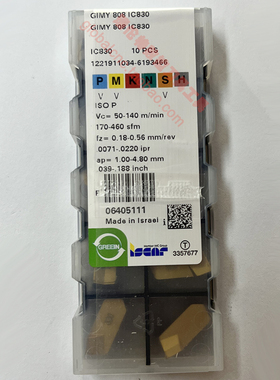 GIMY 808 IC830
GIMY 808 IC830
IC830 10 PCS
1221911034-6193466
P M K N S H
V V V
ISO P
Vc= 50-140 m/min
170-460 sfm
fz = 0.18-0.56 mm/rev
.0071-.0220 ipr
ap= 1.00-4.80 mm
.039-.188 inch
06405111
Made in Israel
GREEN
iscar
T
3357677